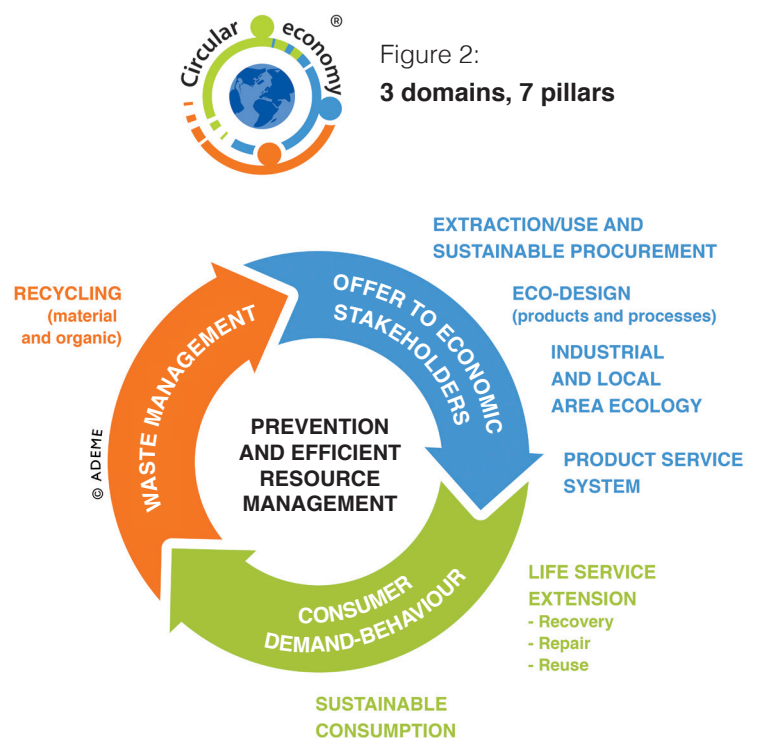 Circular economy ®
Figure 2:
3 domains, 7 pillars
EXTRACTION/USE AND
SUSTAINABLE PROCUREMENT
ECO-DESIGN
(products and processes)
INDUSTRIAL
AND LOCAL
AREA ECOLOGY
PRODUCT SERVICE
SYSTEM
OFFER TO ECONOMIC
STAKEHOLDERS
RECYCLING
(material
and organic)
WASTE MANAGEMENT
© ADEME
PREVENTION
AND EFFICIENT
RESOURCE
MANAGEMENT
CONSUMER
DEMAND-BEHAVIOUR
LIFE SERVICE
EXTENSION
- Recovery
- Repair
- Reuse
SUSTAINABLE
CONSUMPTION